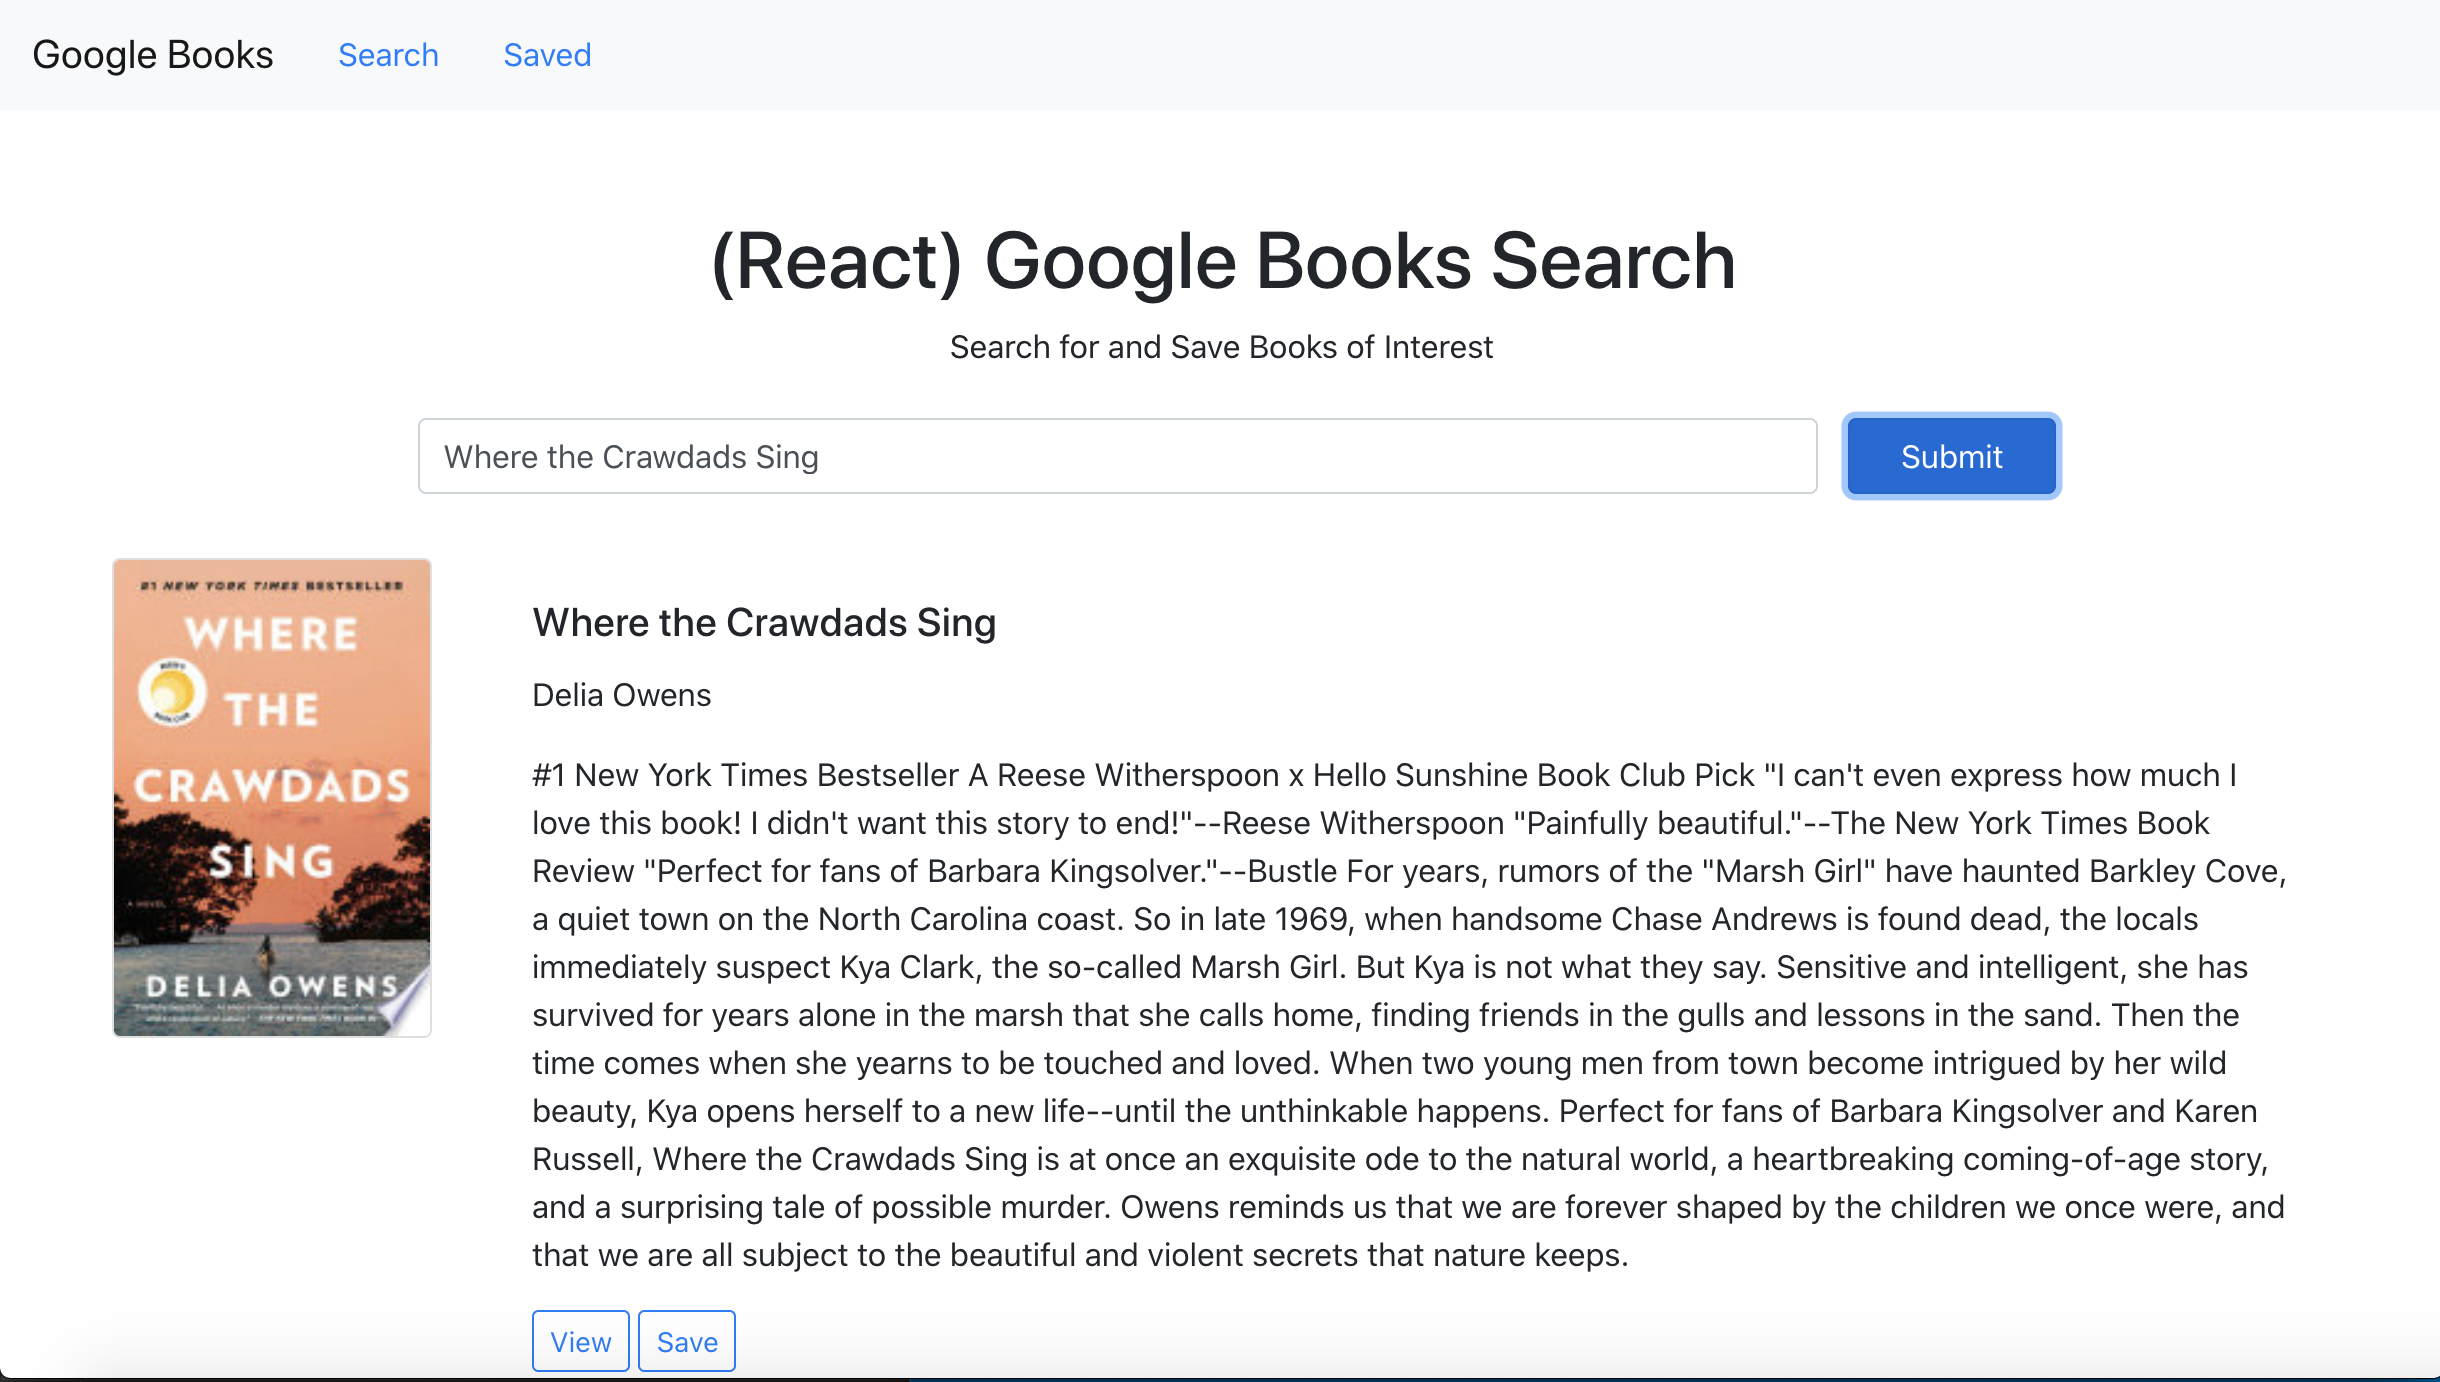 Google Books Search Saved
(React) Google Books Search
Search for and Save Books of Interest
Where the Crawdads Sing Submit
#1 NEW YORK TIMES BESTSELLER
WHERE
THE
CRAWDADS
SING
A NOVEL
DELIA OWENS
Where the Crawdads Sing
Delia Owens
#1 New York Times Bestseller A Reese Witherspoon x Hello Sunshine Book Club Pick "I can't even express how much I
love this book! I didn't want this story to end!"--Reese Witherspoon "Painfully beautiful."--The New York Times Book
Review "Perfect for fans of Barbara Kingsolver."--Bustle For years, rumors of the "Marsh Girl" have haunted Barkley Cove,
a quiet town on the North Carolina coast. So in late 1969, when handsome Chase Andrews is found dead, the locals
immediately suspect Kya Clark, the so-called Marsh Girl. But Kya is not what they say. Sensitive and intelligent, she has
survived for years alone in the marsh that she calls home, finding friends in the gulls and lessons in the sand. Then the
time comes when she yearns to be touched and loved. When two young men from town become intrigued by her wild
beauty, Kya opens herself to a new life--until the unthinkable happens. Perfect for fans of Barbara Kingsolver and Karen
Russell, Where the Crawdads Sing is at once an exquisite ode to the natural world, a heartbreaking coming-of-age story,
and a surprising tale of possible murder. Owens reminds us that we are forever shaped by the children we once were, and
that we are all subject to the beautiful and violent secrets that nature keeps.
View Save